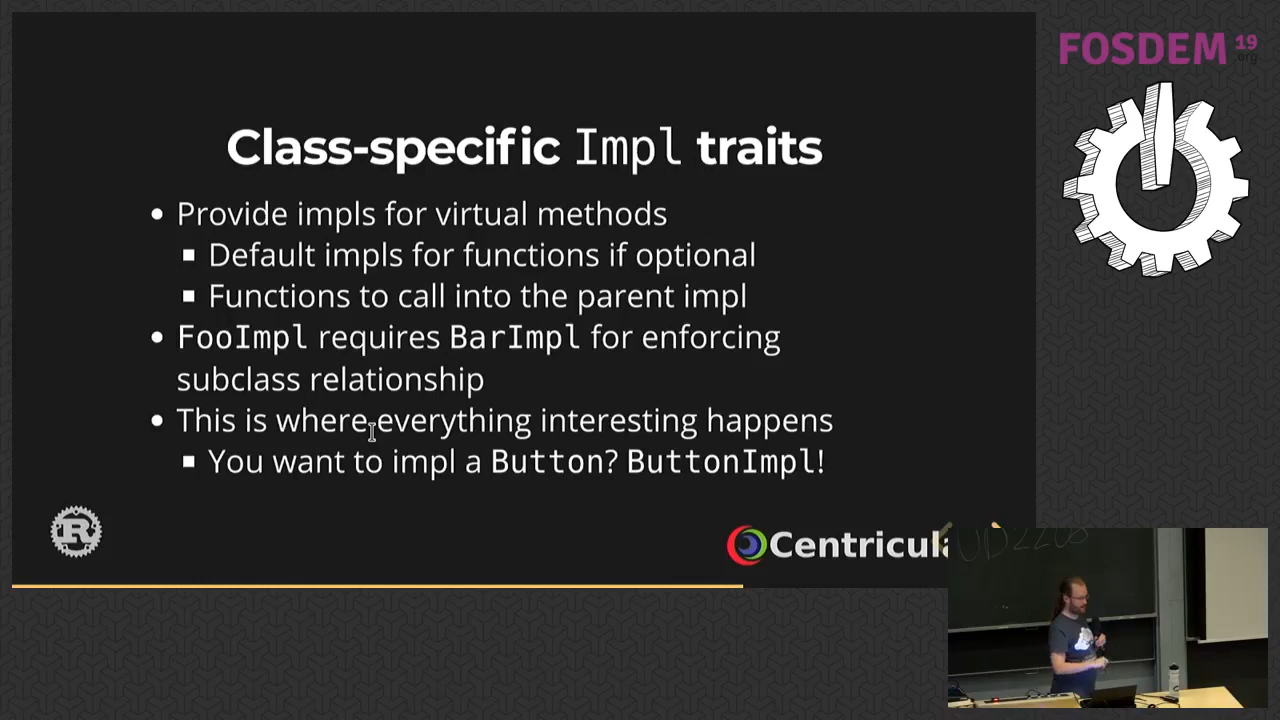 FOSDEM 19
.org
Class-specific Impl traits
Provide impls for virtual methods
Default impls for functions if optional
Functions to call into the parent impl
FooImpl requires BarImpl for enforcing
subclass relationship
This is where everything interesting happens
You want to impl a Button? ButtonImpl!
R
Centricula
UD2208